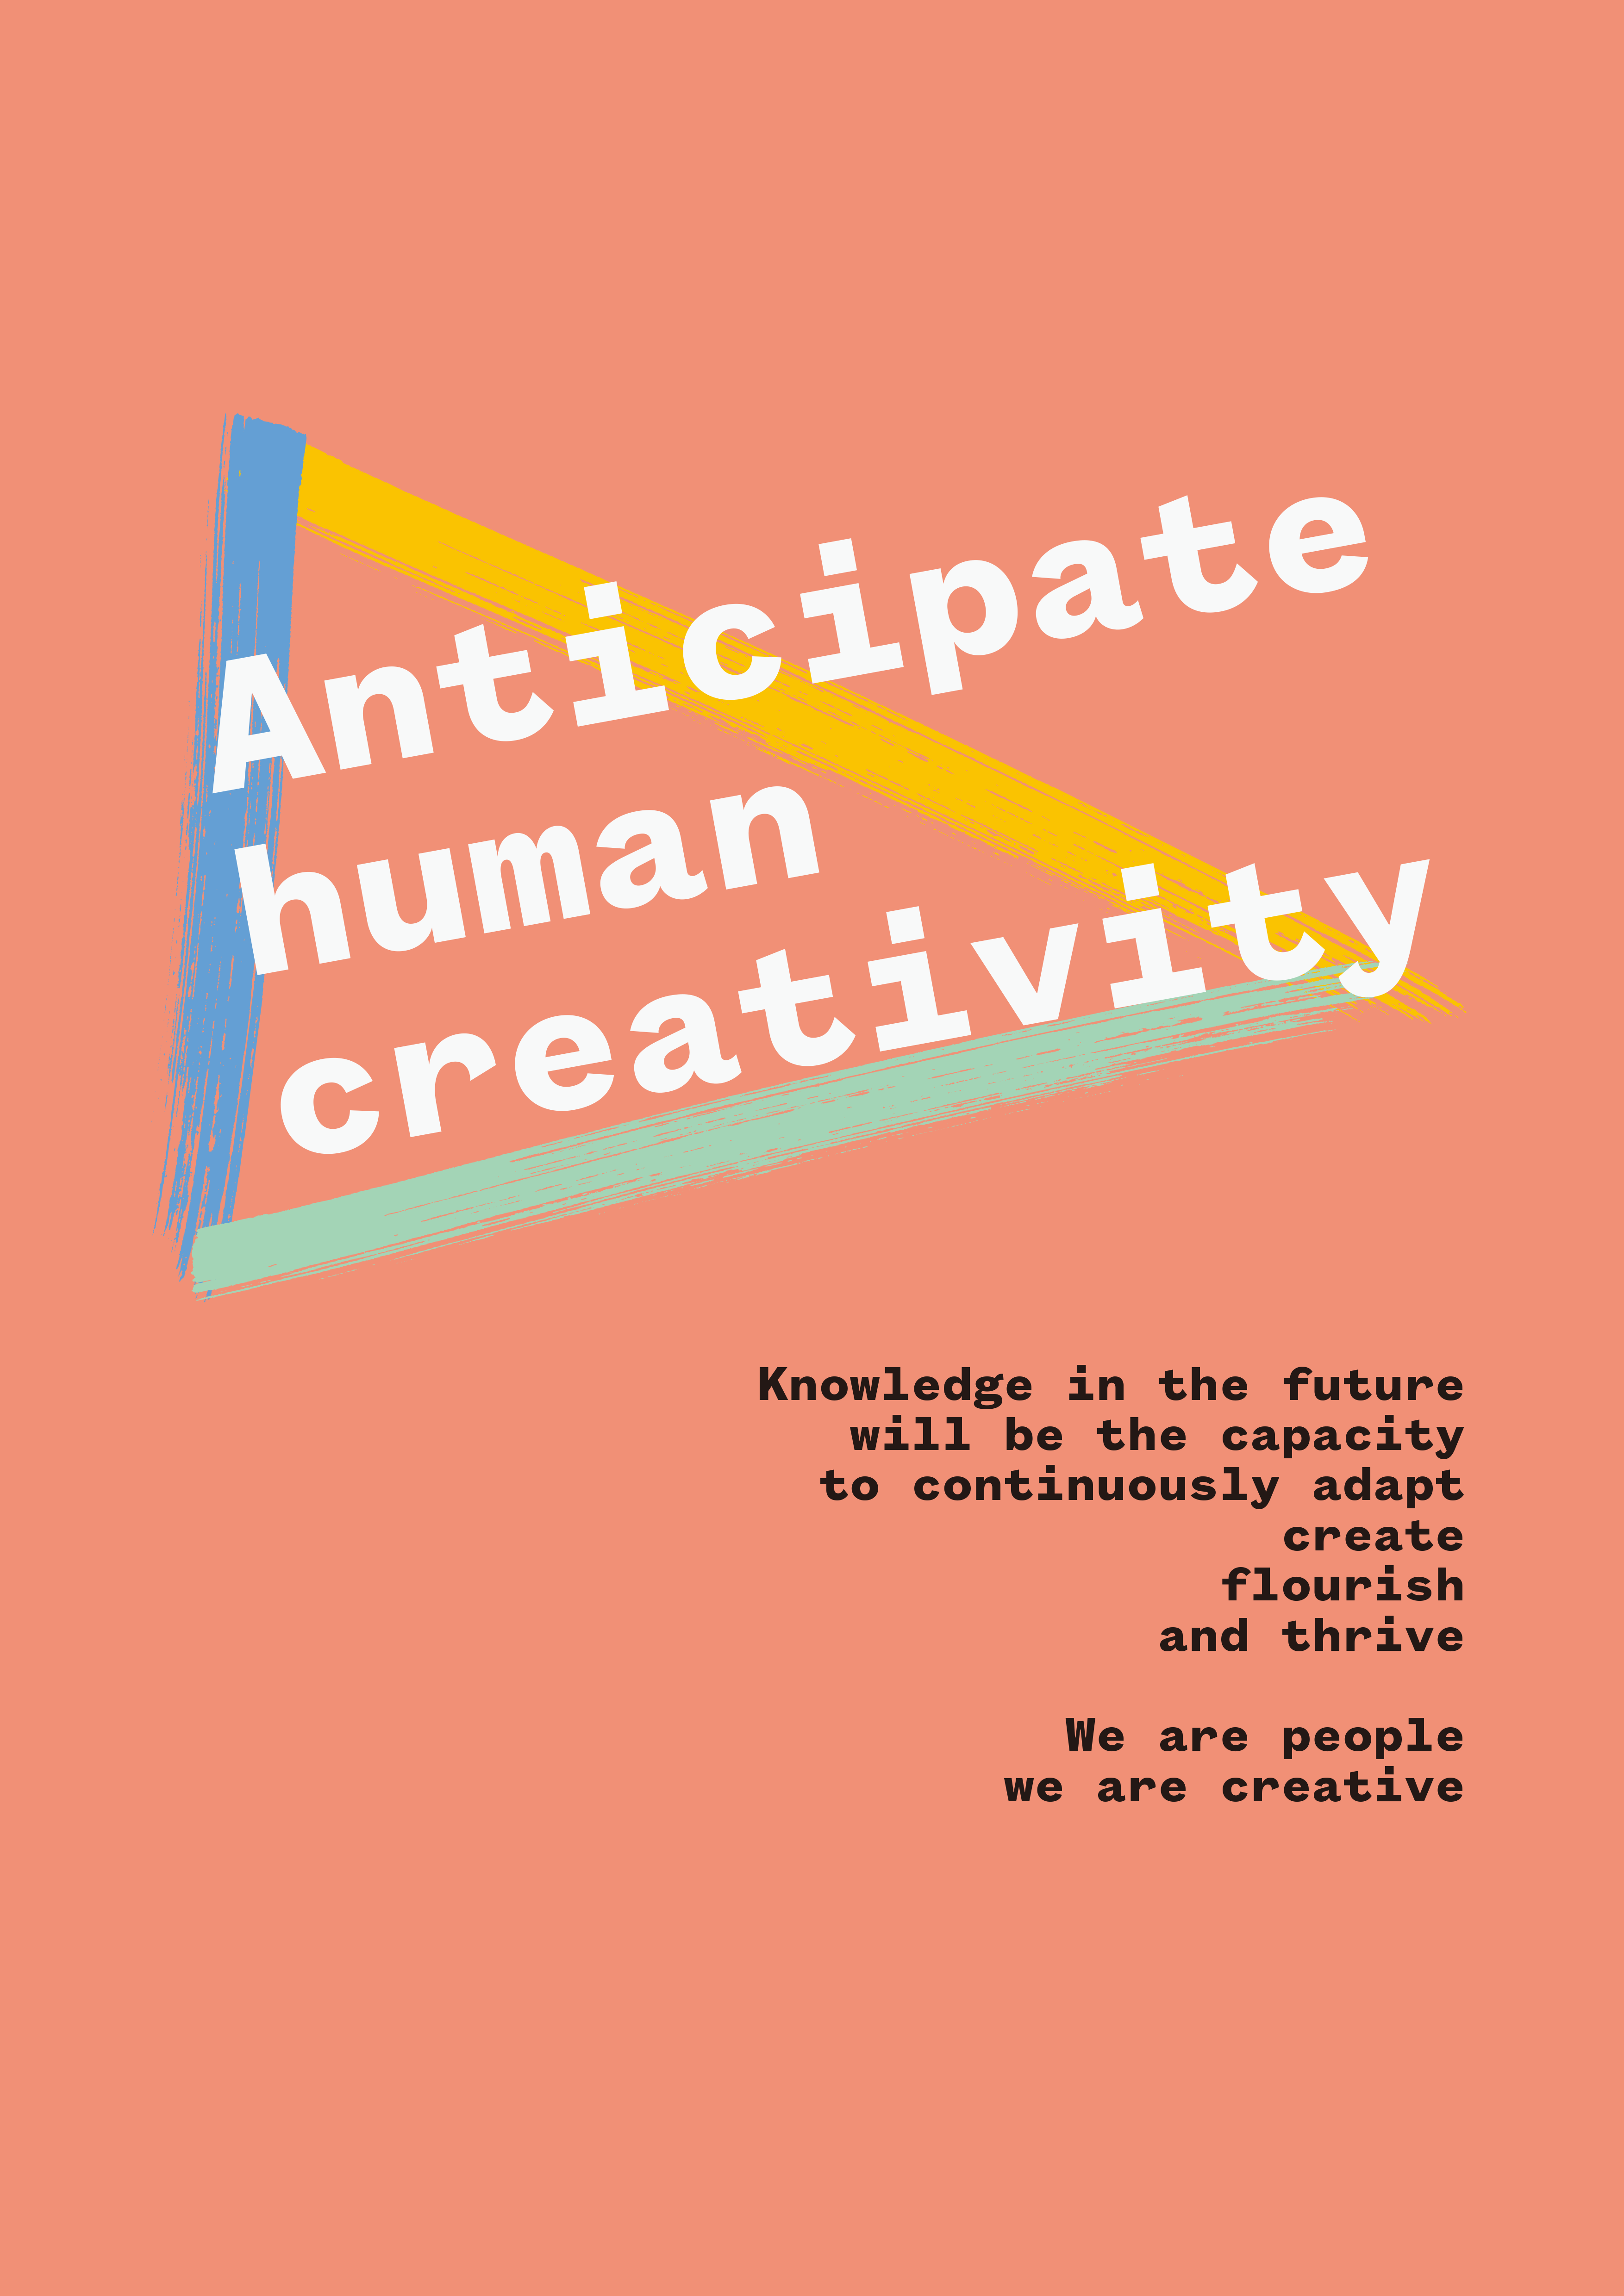 Anticipate
human
creativity
Knowledge in the future
will be the capacity
to continuously adapt
create
flourish
and thrive
We are people
we are creative